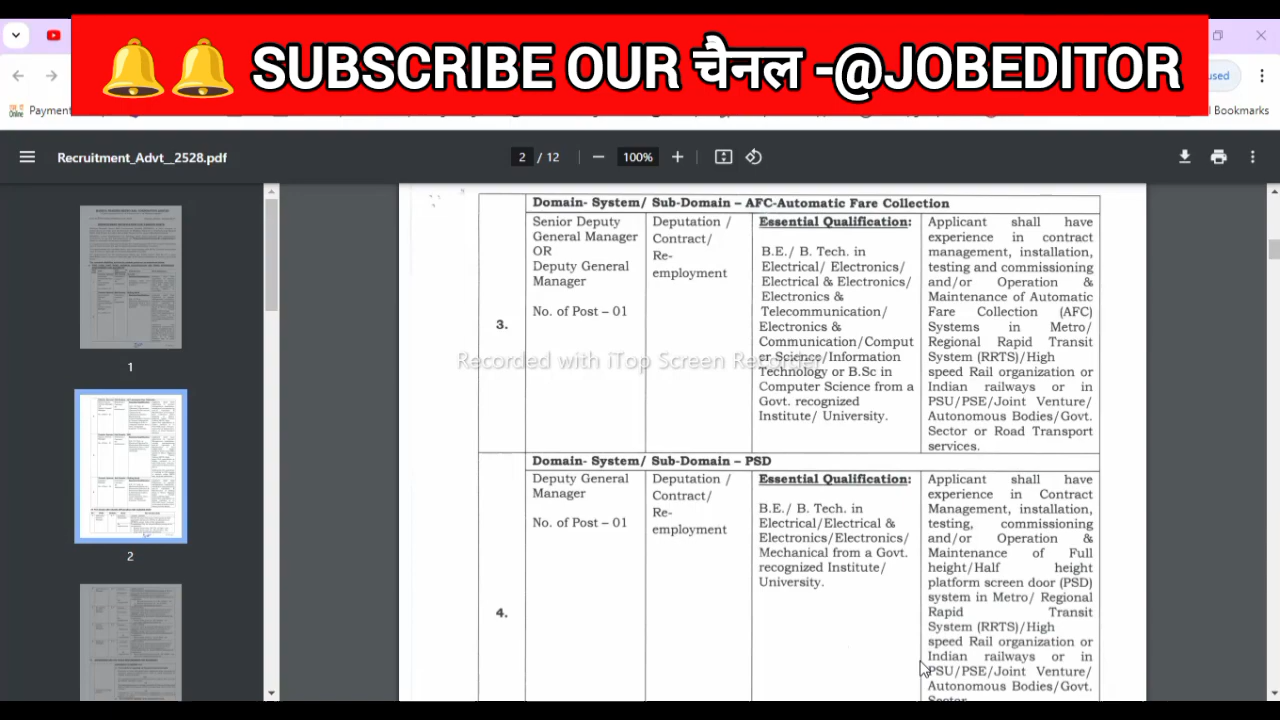 🔔🔔 SUBSCRIBE OUR चैनल -@JOBEDITOR
used
Online
Payment
l Bookmarks
Recruitment_Advt__2528.pdf
2 / 12
100%
1
2
Domain- System/ Sub-Domain – AFC-Automatic Fare Collection
3.
Senior Deputy
General Manager
OR
Deputy General
Manager
No. of Post – 01
Deputation /
Contract/
Re-
employment
Essential Qualification:
B.E./ B. Tech. in
Electrical/ Electronics/
Electrical & Electronics/
Electronics &
Telecommunication/
Electronics &
Communication/Comput
er Science/Information
Technology or B.Sc in
Computer Science from a
Govt. recognized
Institute/ University.
Applicant shall have
experience in contract
management, installation,
testing and commissioning
and/or Operation &
Maintenance of Automatic
Fare Collection (AFC)
Systems in Metro/
Regional Rapid Transit
System (RRTS)/High
speed Rail organization or
Indian railways or in
PSU/PSE/Joint Venture/
Autonomous Bodies/Govt.
Sector or Road Transport
services.
Recorded with iTop Screen Recorder
Domain- System/ Sub-Domain – PSD
4.
Deputy General
Manager
No. of Post – 01
Deputation /
Contract/
Re-
employment
Essential Qualification:
B.E./ B. Tech. in
Electrical/Electrical &
Electronics/Electronics/
Mechanical from a Govt.
recognized Institute/
University.
Applicant shall have
experience in Contract
Management, installation,
testing, commissioning
and/or Operation &
Maintenance of Full
height/Half height
platform screen door (PSD)
system in Metro/ Regional
Rapid Transit
System (RRTS)/High
speed Rail organization or
Indian railways or in
PSU/PSE/Joint Venture/
Autonomous Bodies/Govt.